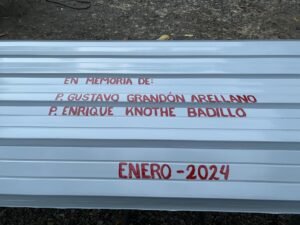 EN MEMORIA DE:
P. GUSTAVO GRANDÓN ARELLANO
P. ENRIQUE KNOTHE BADILLO
ENERO - 2024